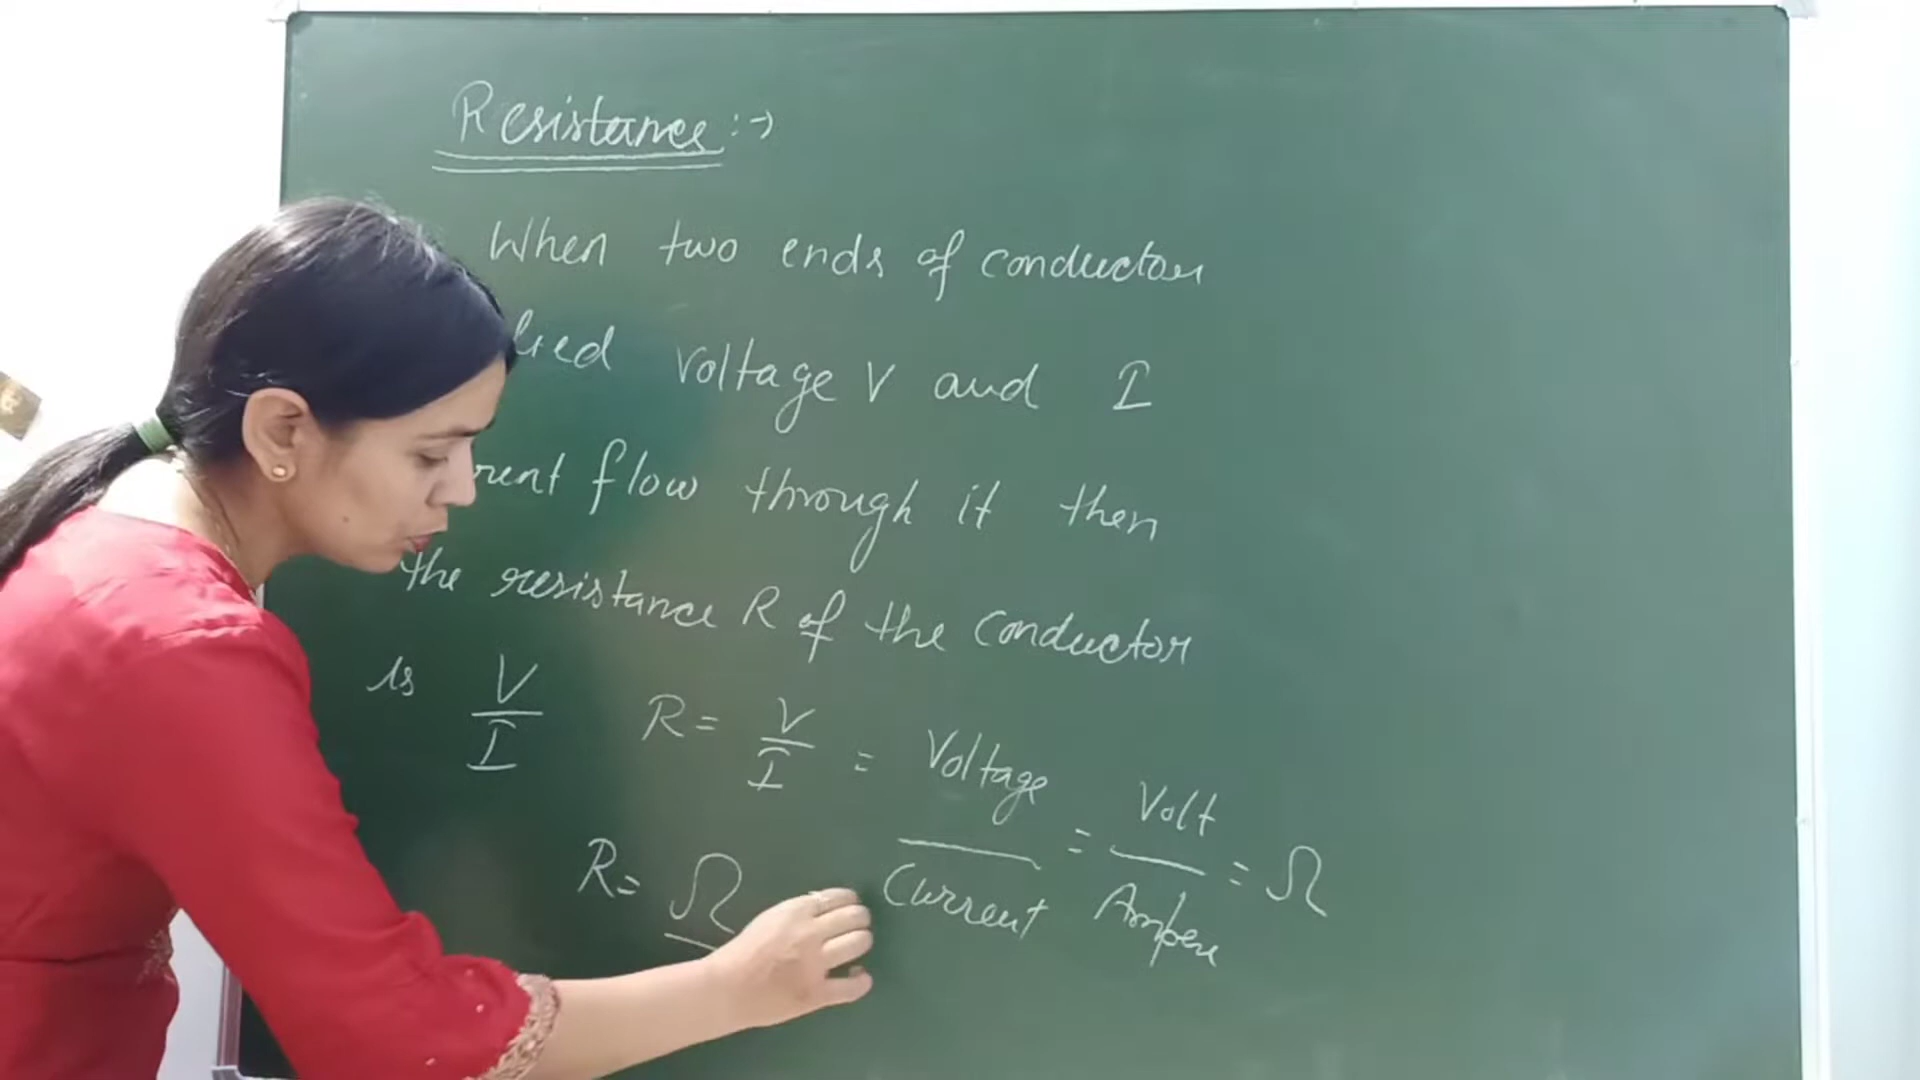 Resistance :->
When two ends of conductor
lied voltage V and I
rent flow through it then
the resistance R of the conductor
is V/I R = V/I = Voltage/Current = Volt/Ampere = Ω
R = Ω